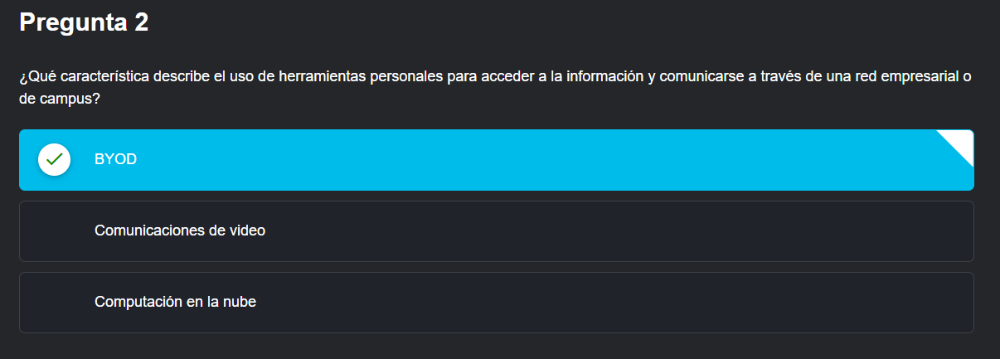 Pregunta 2
¿Qué característica describe el uso de herramientas personales para acceder a la información y comunicarse a través de una red empresarial o
de campus?
BYOD
Comunicaciones de video
Computación en la nube